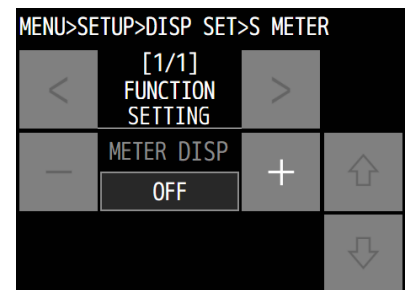 MENU>SETUP>DISP SET>S METER
[1/1]
< FUNCTION >
SETTING
METER DISP
- OFF +